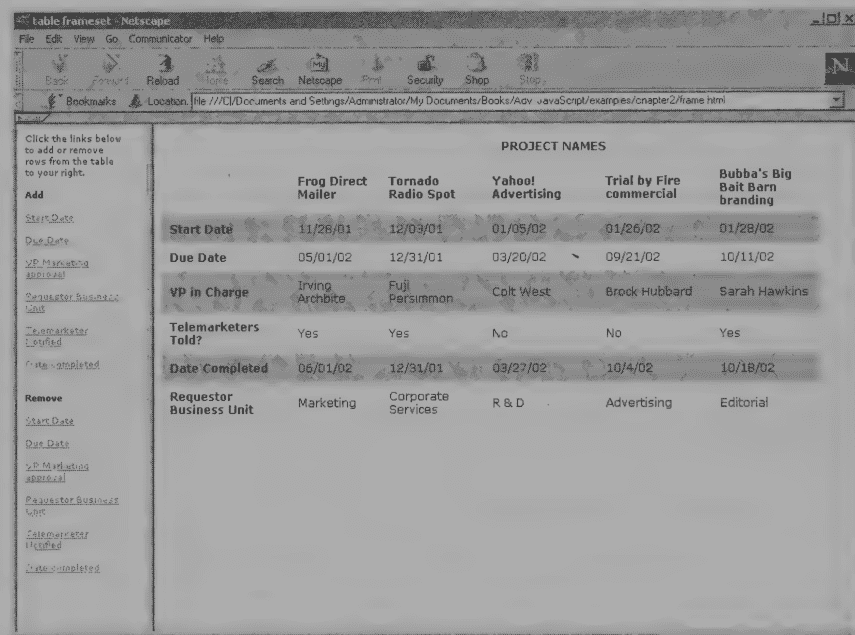 table frameset - Netscape
File Edit View Go Communicator Help
Back Forward Reload Home Search Netscape Print Security Shop Stop
Bookmarks Location: file:///C|/Documents and Settings/Administrator/My Documents/Books/Adv JavaScript/examples/chapter2/frame.html
Click the links below
to add or remove
rows from the table
to your right.
Add
Start Date
Due Date
VP Marketing
approval
Requestor Business
Unit
Telemarketer
Notified
Date completed
Remove
Start Date
Due Date
VP Marketing
approval
Requestor Business
Unit
Telemarketer
Notified
Date completed
PROJECT NAMES
Frog Direct
Mailer
Tornado
Radio Spot
Yahoo!
Advertising
Trial by Fire
commercial
Bubba's Big
Bait Barn
branding
Start Date 11/28/01 12/03/01 01/05/02 01/26/02 01/28/02
Due Date 05/01/02 12/31/01 03/20/02 09/21/02 10/11/02
VP in Charge
Irving
Archbite
Fuji
Persimmon
Colt West
Brock Hubbard
Sarah Hawkins
Telemarketers
Told?
Yes Yes No No Yes
Date Completed 06/01/02 12/31/01 03/27/02 10/4/02 10/18/02
Requestor
Business Unit
Marketing
Corporate
Services
R & D
Advertising
Editorial